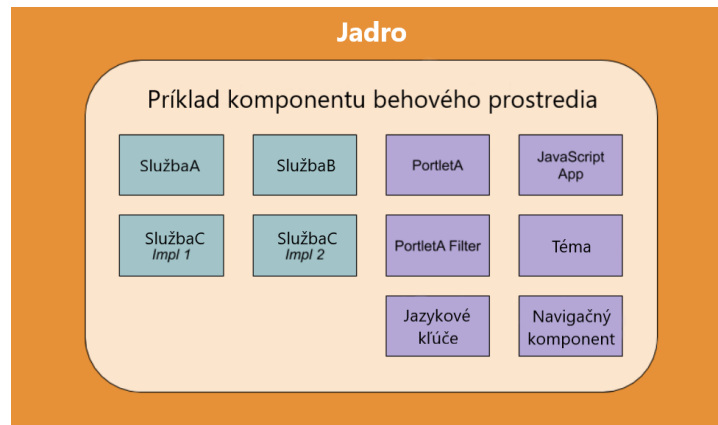 Jadro
Príklad komponentu behového prostredia
SlužbaA
SlužbaB
PortletA
JavaScript
App
SlužbaC
Impl 1
SlužbaC
Impl 2
PortletA Filter
Téma
Jazykové
kľúče
Navigačný
komponent